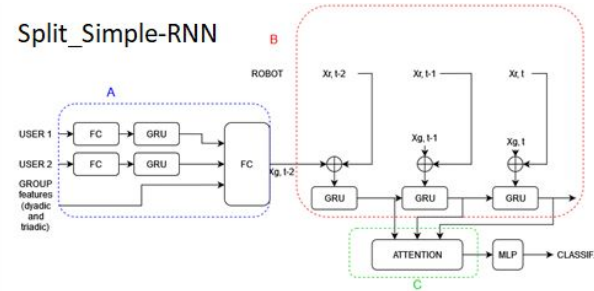 Split_Simple-RNN
B
ROBOT
Xr, t-2
Xr, t-1
Xr, t
A
USER 1
FC
GRU
USER 2
FC
GRU
FC
GROUP
features
(dyadic
and
triadic)
Xg, t-2
Xg, t-1
Xg, t
GRU
GRU
GRU
ATTENTION
MLP
CLASSIF
C